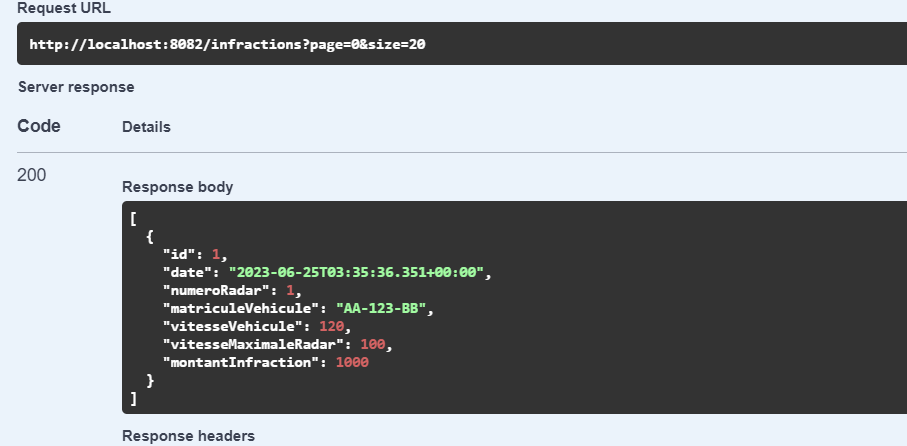 Request URL
http://localhost:8082/infractions?page=0&size=20
Server response
Code Details
200
Response body
[
  {
    "id": 1,
    "date": "2023-06-25T03:35:36.351+00:00",
    "numeroRadar": 1,
    "matriculeVehicule": "AA-123-BB",
    "vitesseVehicule": 120,
    "vitesseMaximaleRadar": 100,
    "montantInfraction": 1000
  }
]
Response headers